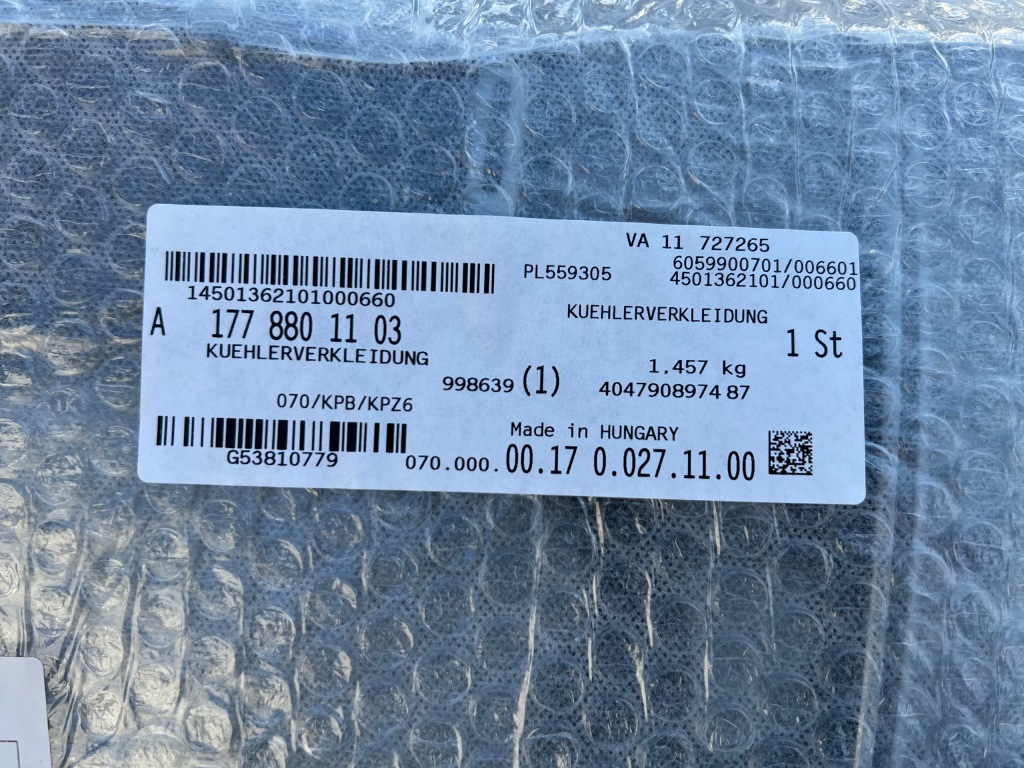 VA 11 727265
6059900701/006601
PL559305 4501362101/000660
14501362101000660
KUEHLERVERKLEIDUNG
A 177 880 11 03
1 St
KUEHLERVERKLEIDUNG
1,457 kg
998639 (1) 4047908974 87
070/KPB/KPZ6
Made in HUNGARY
G53810779
070.000. 00.17 0.027.11.00